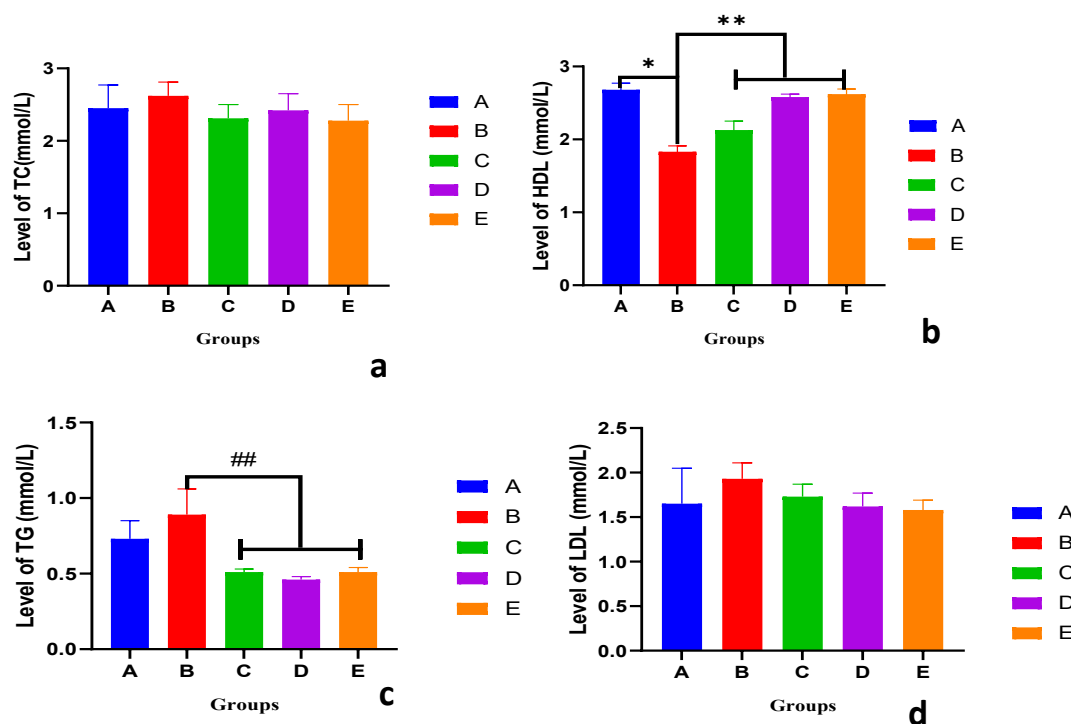 Level of TC(mmol/L)
3
2
1
0
A
B
C
D
E
Groups
A
B
C
D
E
a
Level of HDL (mmol/L)
3
2
1
0
*
**
A
B
C
D
E
Groups
A
B
C
D
E
b
Level of TG (mmol/L)
1.5
1.0
0.5
0.0
##
A
B
C
D
E
Groups
A
B
C
D
E
c
Level of LDL (mmol/L)
2.5
2.0
1.5
1.0
0.5
0.0
A
B
C
D
E
Groups
A
B
C
D
E
d